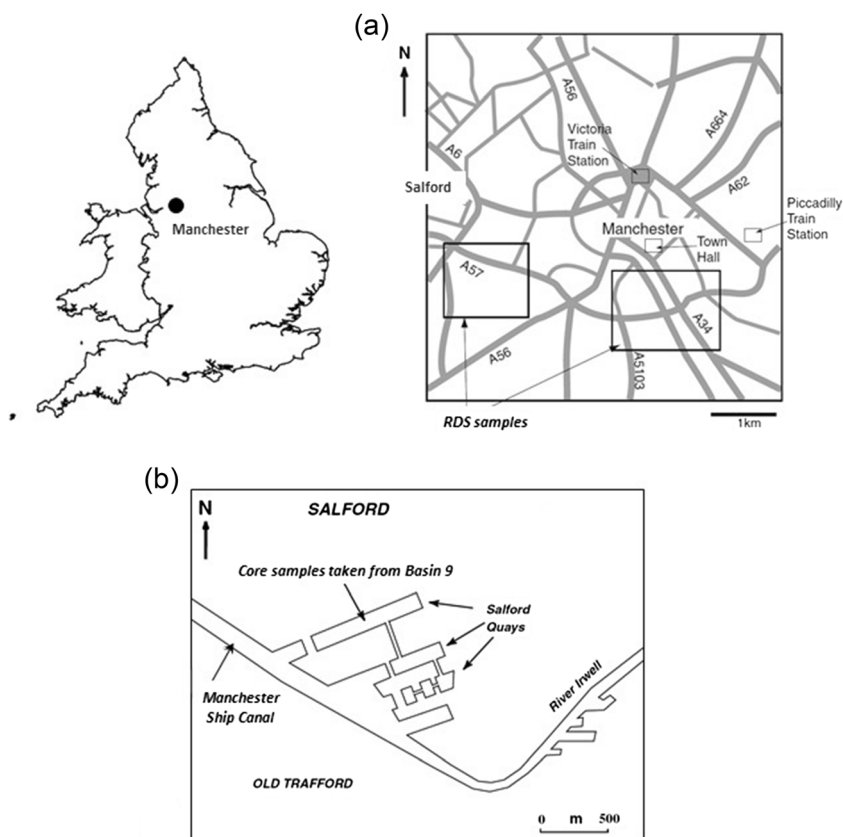 (a)
N
Manchester
A56
A664
Victoria
Train
Station
A6
A62
Salford
Piccadilly
Train
Station
Manchester
Town
Hall
A57
A34
A56
A5103
RDS samples
1km
(b)
N
SALFORD
Core samples taken from Basin 9
Salford
Quays
River Irwell
Manchester
Ship Canal
OLD TRAFFORD
0 m 500